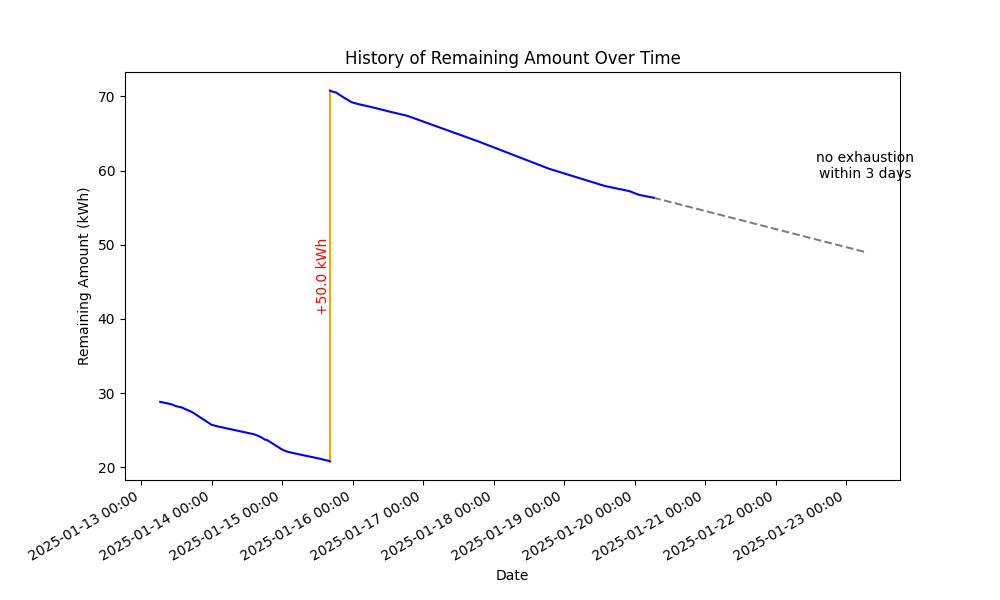 History of Remaining Amount Over Time
Remaining Amount (kWh)
70
60
50
40
30
20
+50.0 kWh
no exhaustion
within 3 days
2025-01-13 00:00
2025-01-14 00:00
2025-01-15 00:00
2025-01-16 00:00
2025-01-17 00:00
2025-01-18 00:00
2025-01-19 00:00
2025-01-20 00:00
2025-01-21 00:00
2025-01-22 00:00
2025-01-23 00:00
Date